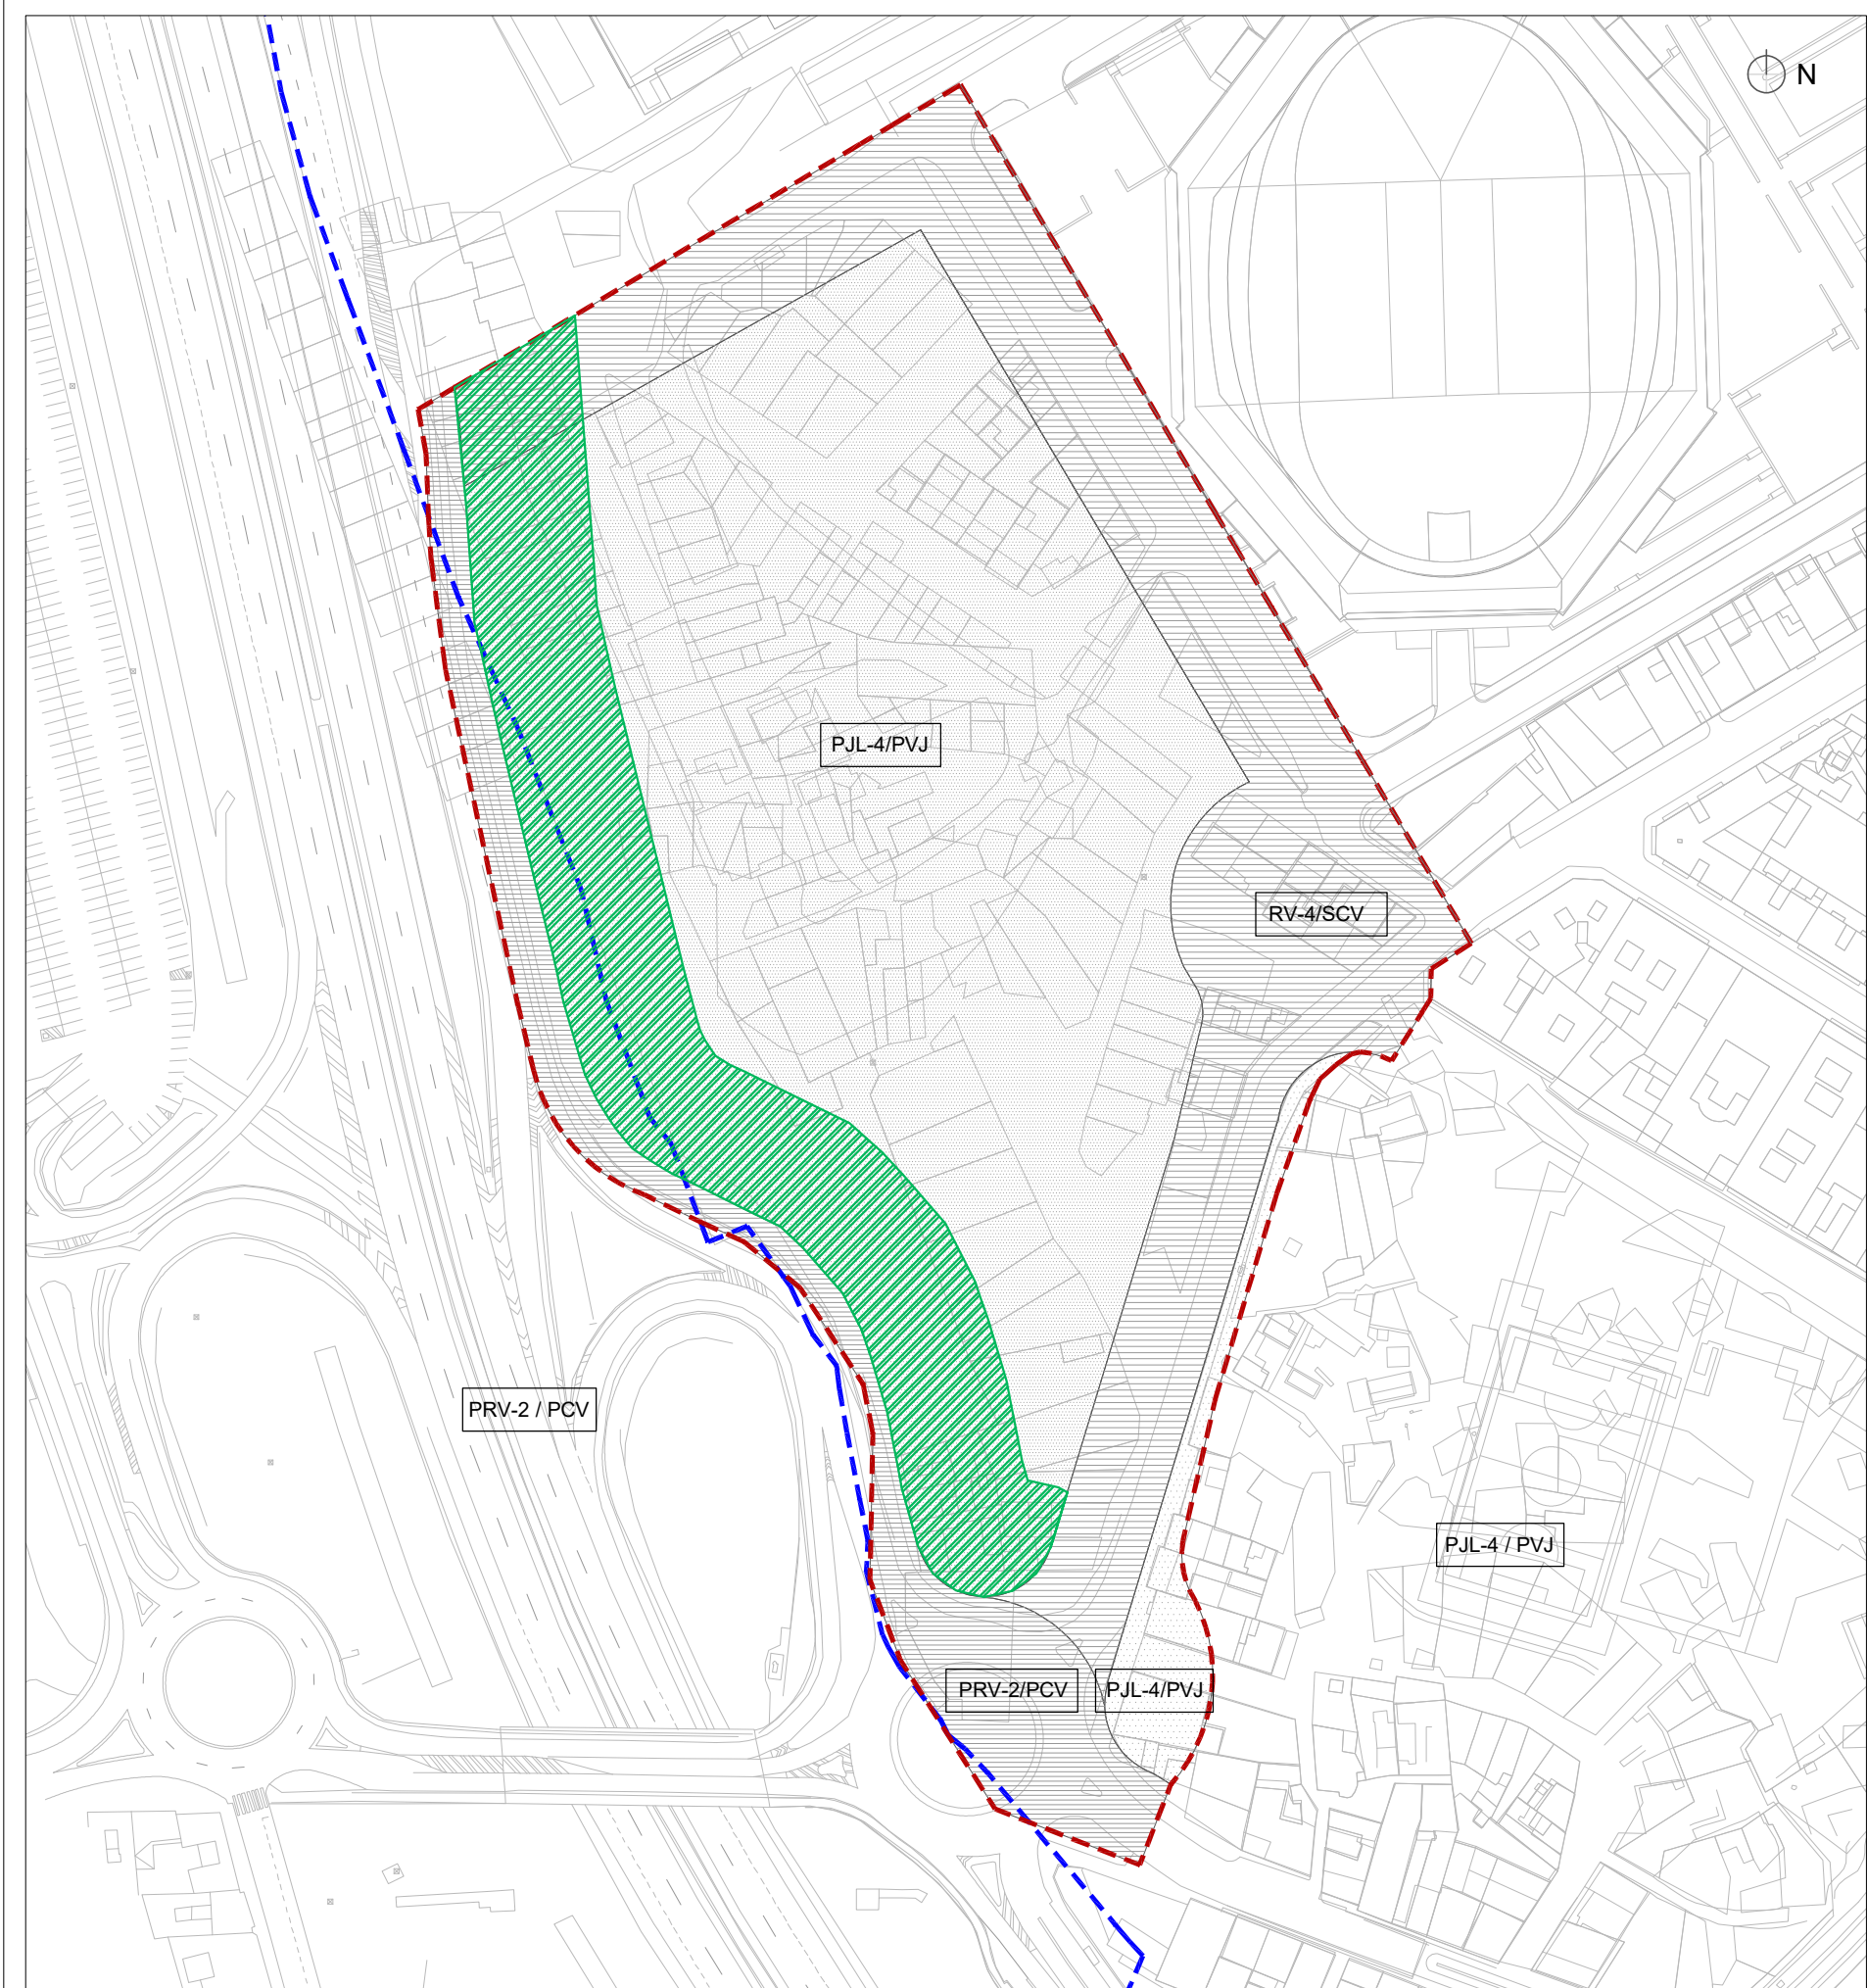 N
PJL-4/PVJ
RV-4/SCV
PRV-2 / PCV
PJL-4 / PVJ
PRV-2/PCV
PJL-4/PVJ